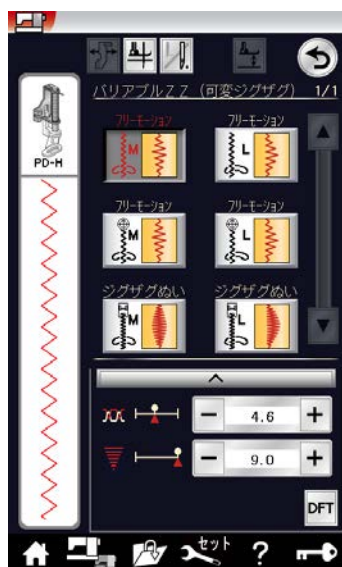 バリアブルＺＺ（可変ジグザグ） 1/1
フリーモーション フリーモーション
M L
PD-H
フリーモーション フリーモーション
M L
ジグザグぬい ジグザグぬい
M L
− 4.6 +
− 9.0 +
DFT
セット ?